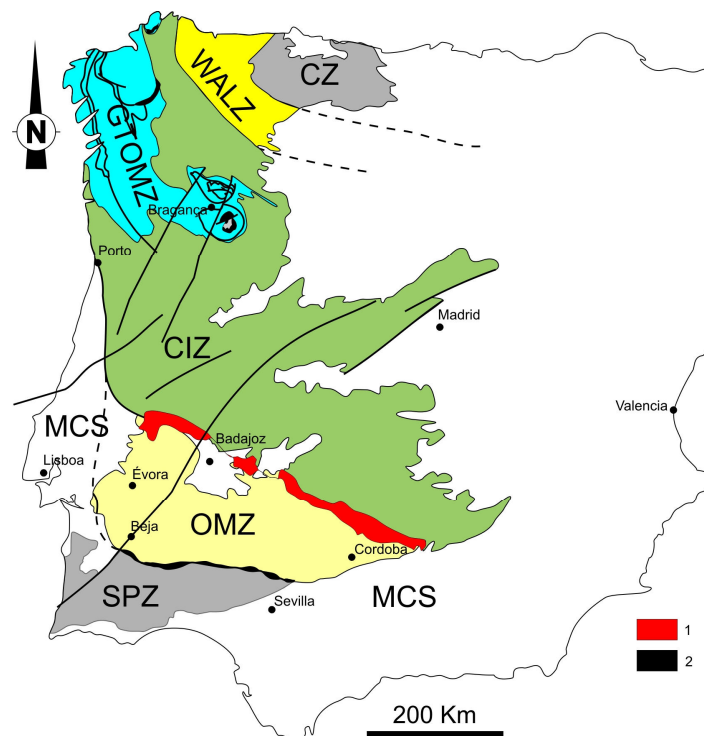 WALZ
CZ
GTOMZ
N
Bragança
Porto
Madrid
CIZ
Valencia
MCS
Badajoz
Lisboa
Évora
OMZ
Beja
Cordoba
SPZ
MCS
Sevilla
1
2
200 Km